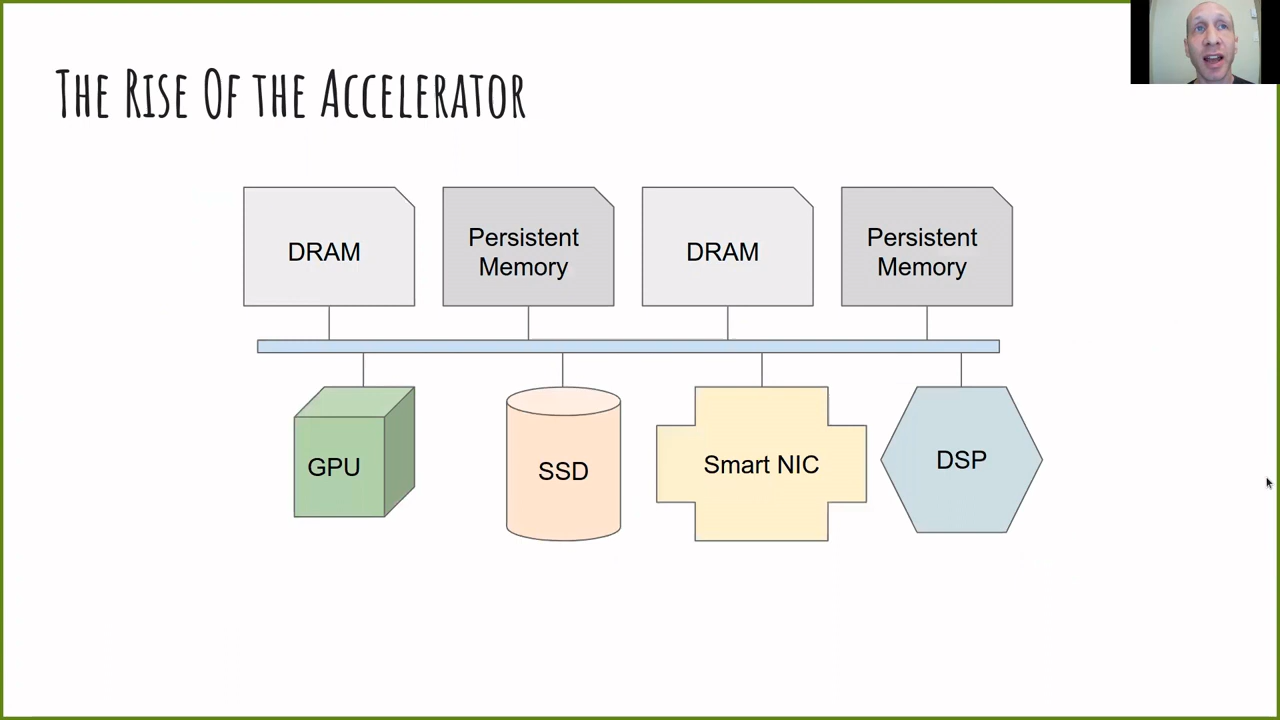 The Rise Of the Accelerator
DRAM
Persistent
Memory
DRAM
Persistent
Memory
GPU
SSD
Smart NIC
DSP